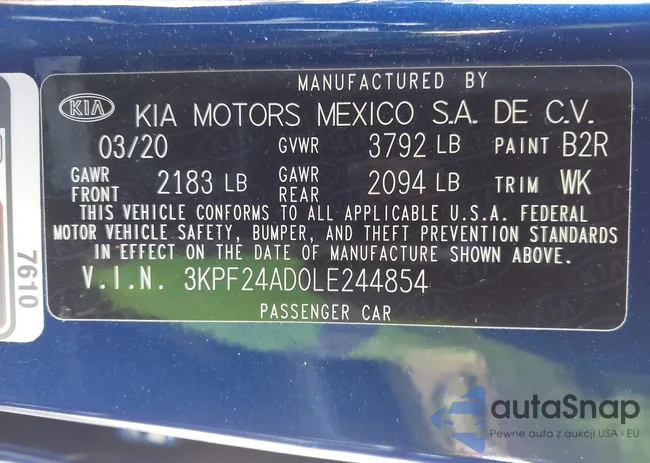 MANUFACTURED BY
KIA KIA MOTORS MEXICO S.A. DE C.V.
03/20 GVWR 3792 LB PAINT B2R
GAWR FRONT 2183 LB GAWR REAR 2094 LB TRIM WK
THIS VEHICLE CONFORMS TO ALL APPLICABLE U.S.A. FEDERAL
MOTOR VEHICLE SAFETY, BUMPER, AND THEFT PREVENTION STANDARDS
IN EFFECT ON THE DATE OF MANUFACTURE SHOWN ABOVE.
V.I.N. 3KPF24AD0LE244854
PASSENGER CAR
7610
autaSnap
Pewne auta z aukcji USA i EU